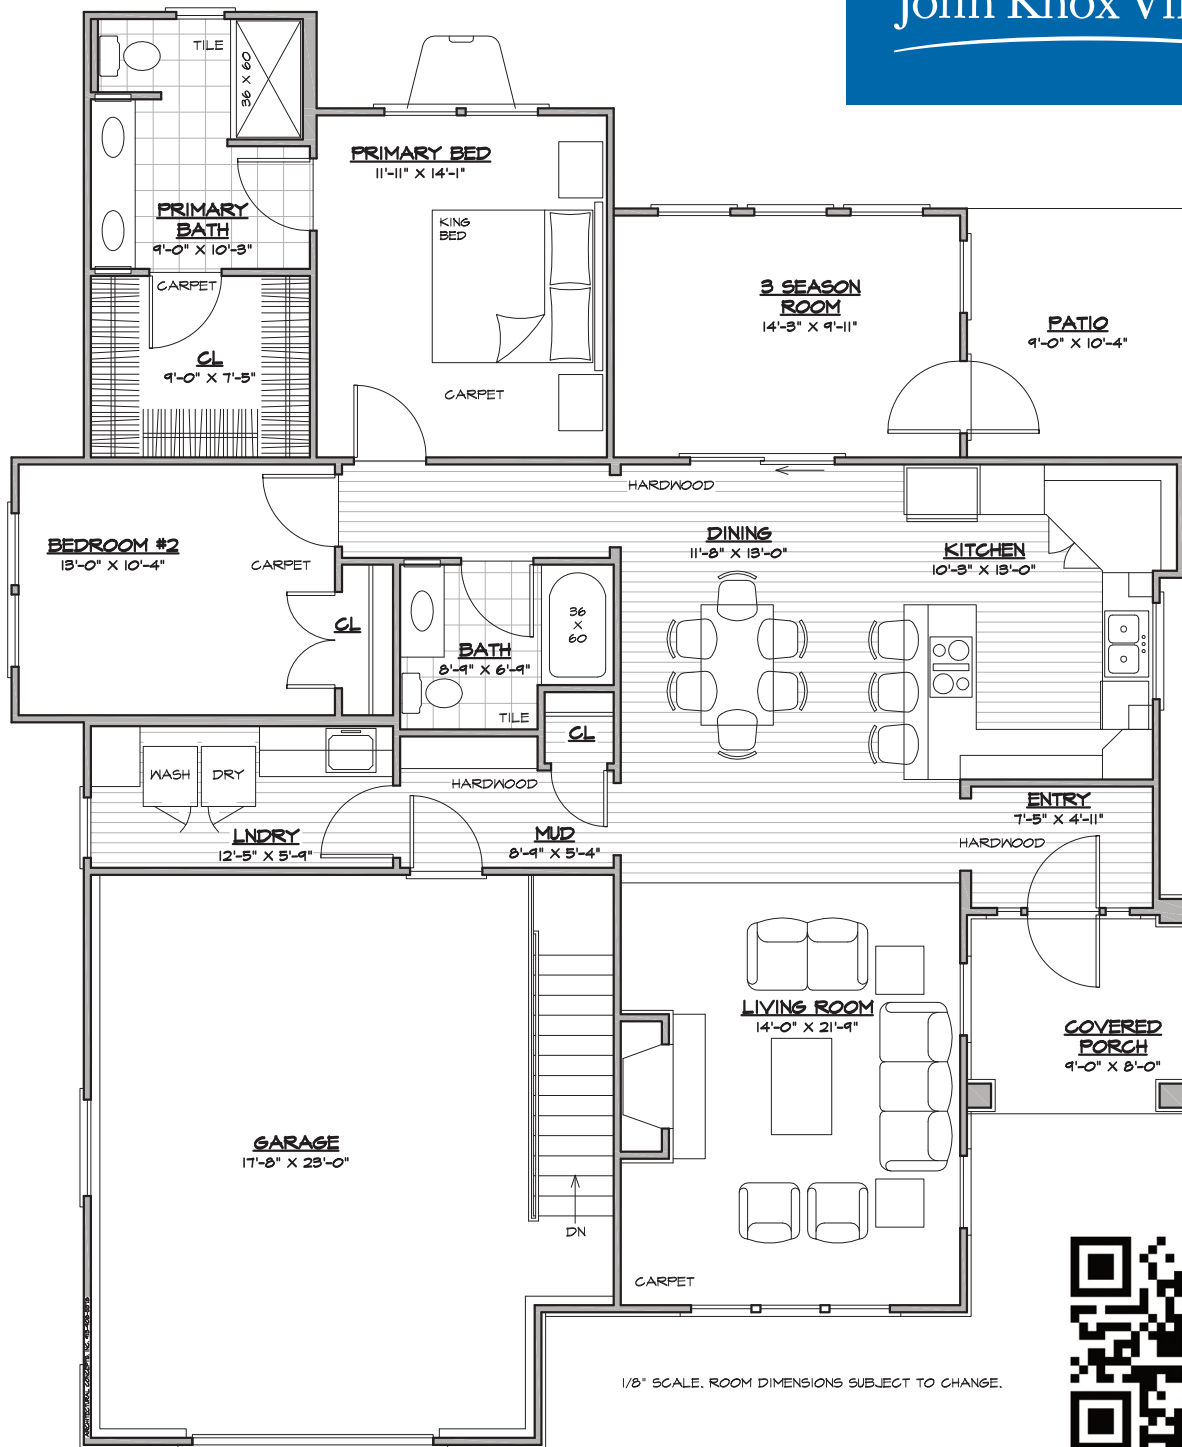 John Knox
TILE
36 X 60
PRIMARY BED
11'-11" X 14'-1"
PRIMARY
BATH
9'-0" X 10'-3"
KING
BED
CARPET
CL
9'-0" X 7'-5"
CARPET
3 SEASON
ROOM
14'-3" X 9'-11"
PATIO
9'-0" X 10'-4"
HARDWOOD
BEDROOM #2
13'-0" X 10'-4"
CARPET
DINING
11'-8" X 13'-0"
KITCHEN
10'-3" X 13'-0"
CL
36
X
60
BATH
8'-9" X 6'-9"
TILE
CL
WASH
DRY
HARDWOOD
LNDRY
12'-5" X 5'-9"
MUD
8'-9" X 5'-4"
ENTRY
7'-5" X 4'-11"
HARDWOOD
LIVING ROOM
14'-0" X 21'-9"
COVERED
PORCH
9'-0" X 8'-0"
GARAGE
17'-8" X 23'-0"
DN
CARPET
ARCHITECTURAL CONCEPTS, INC.
1/8" SCALE. ROOM DIMENSIONS SUBJECT TO CHANGE.